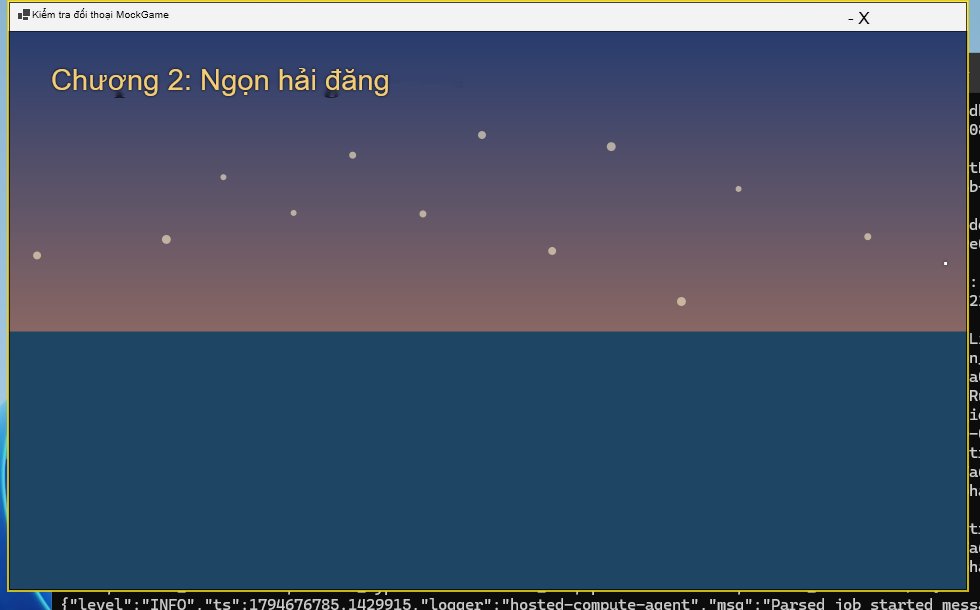 Kiểm tra đối thoại MockGame
- X
Chương 2: Ngọn hải đăng
{"level":"INFO","ts":1794676785.1429915,"logger":"hosted-compute-agent","msg":"Parsed job started mes